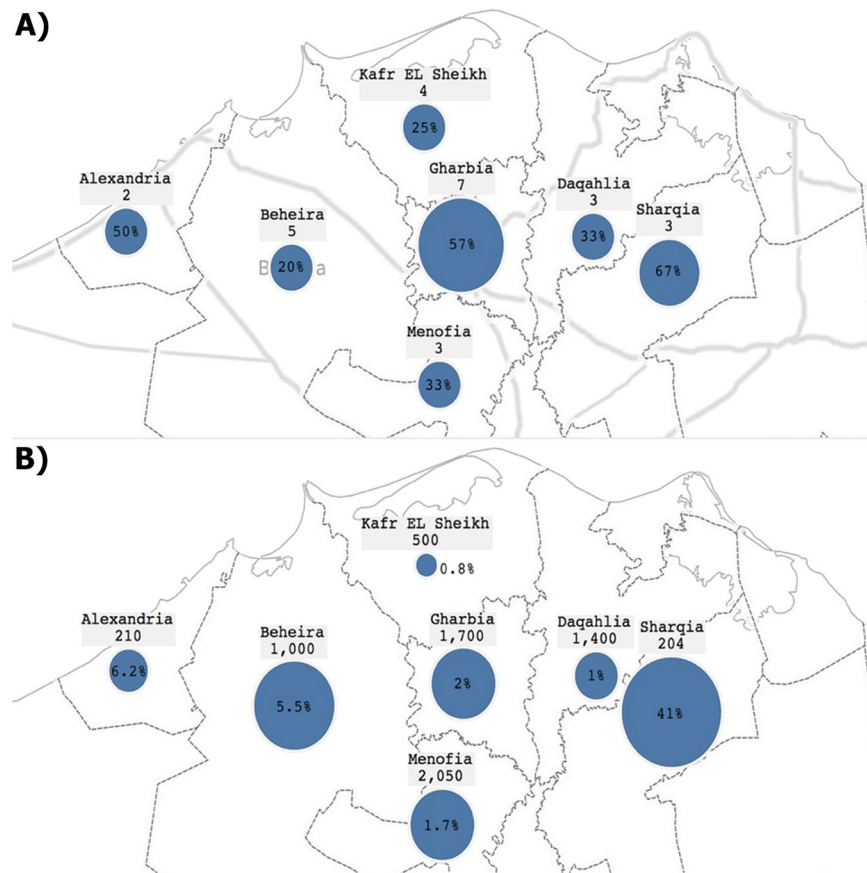 A)
Kafr EL Sheikh
4
25%
Gharbia
7
57%
Alexandria
2
50%
Daqahlia
3
33%
Beheira
5
20%
Sharqia
3
67%
Menofia
3
33%
B)
Kafr EL Sheikh
500
0.8%
Alexandria
210
6.2%
Beheira
1,000
5.5%
Gharbia
1,700
2%
Daqahlia
1,400
1%
Sharqia
204
41%
Menofia
2,050
1.7%